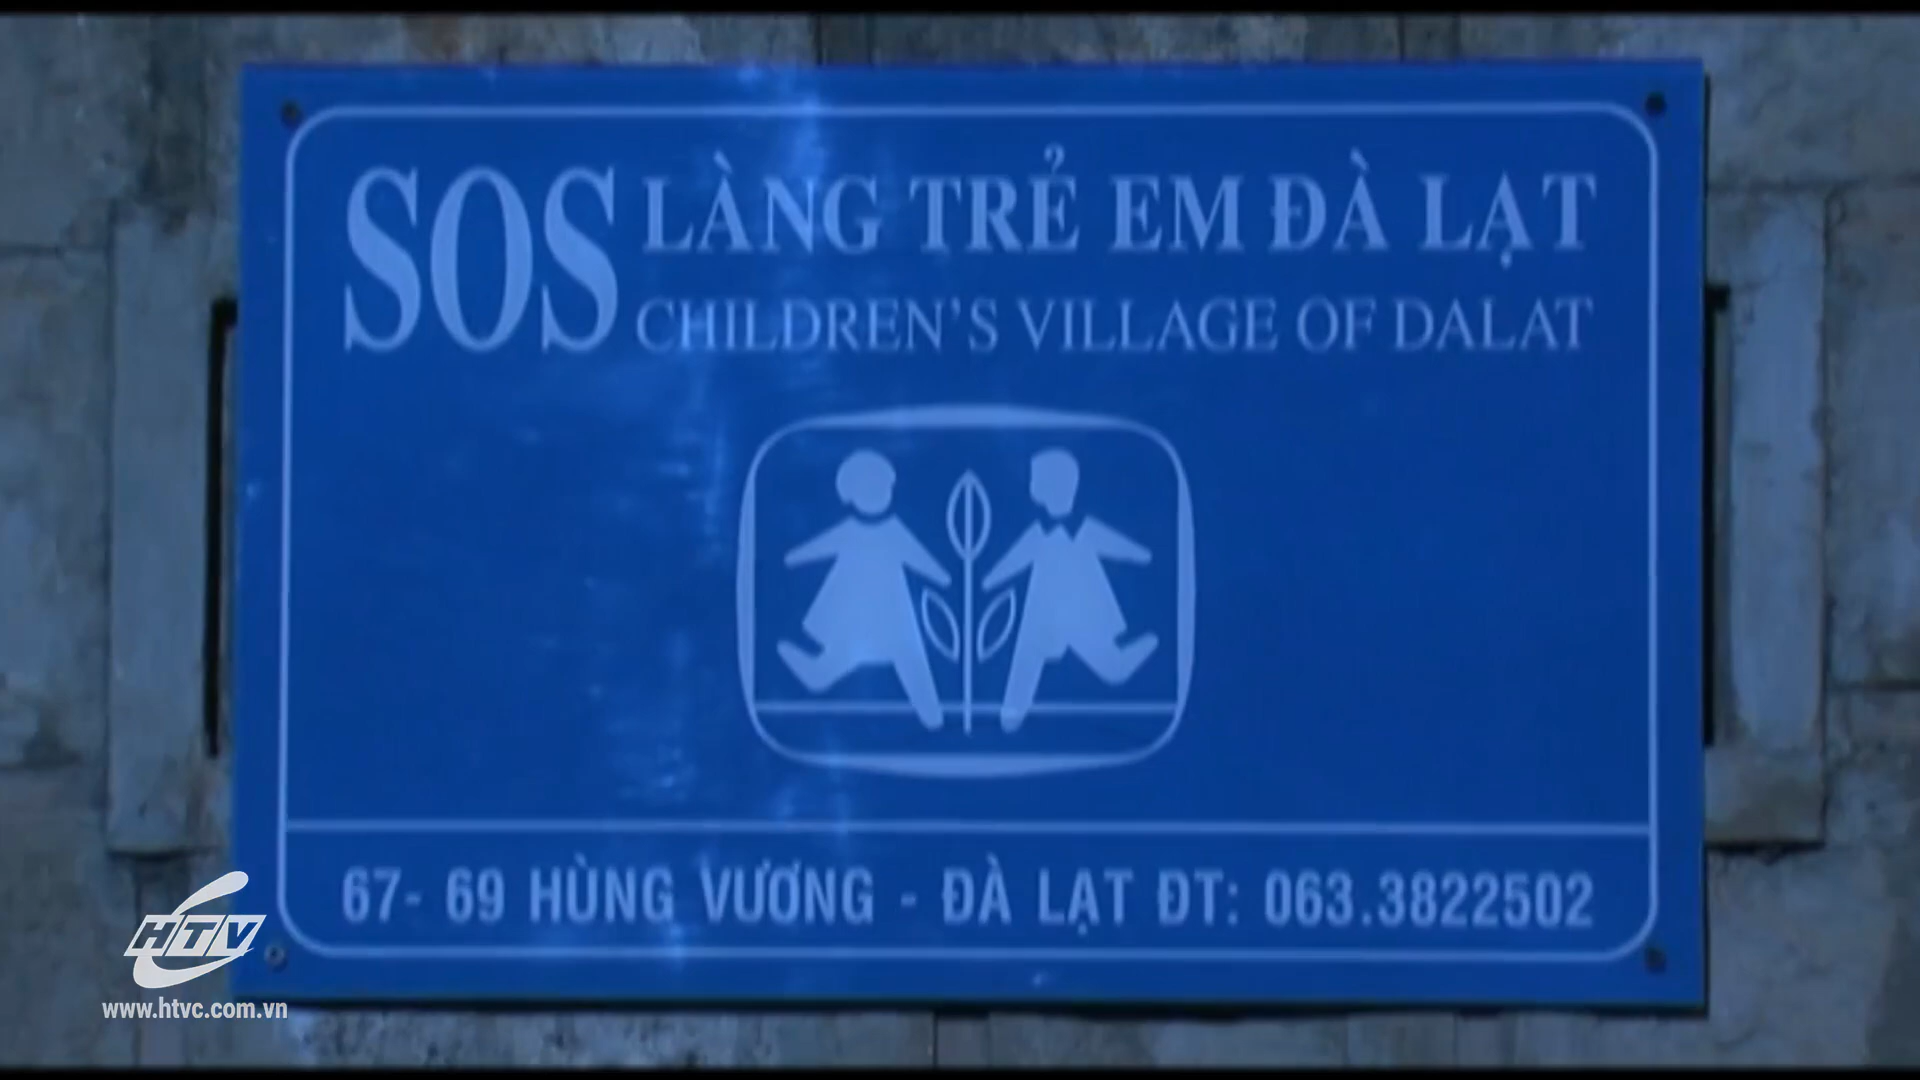 SOS LÀNG TRẺ EM ĐÀ LẠT
CHILDREN'S VILLAGE OF DALAT
67- 69 HÙNG VƯƠNG - ĐÀ LẠT ĐT: 063.3822502
HTV
www.htvc.com.vn